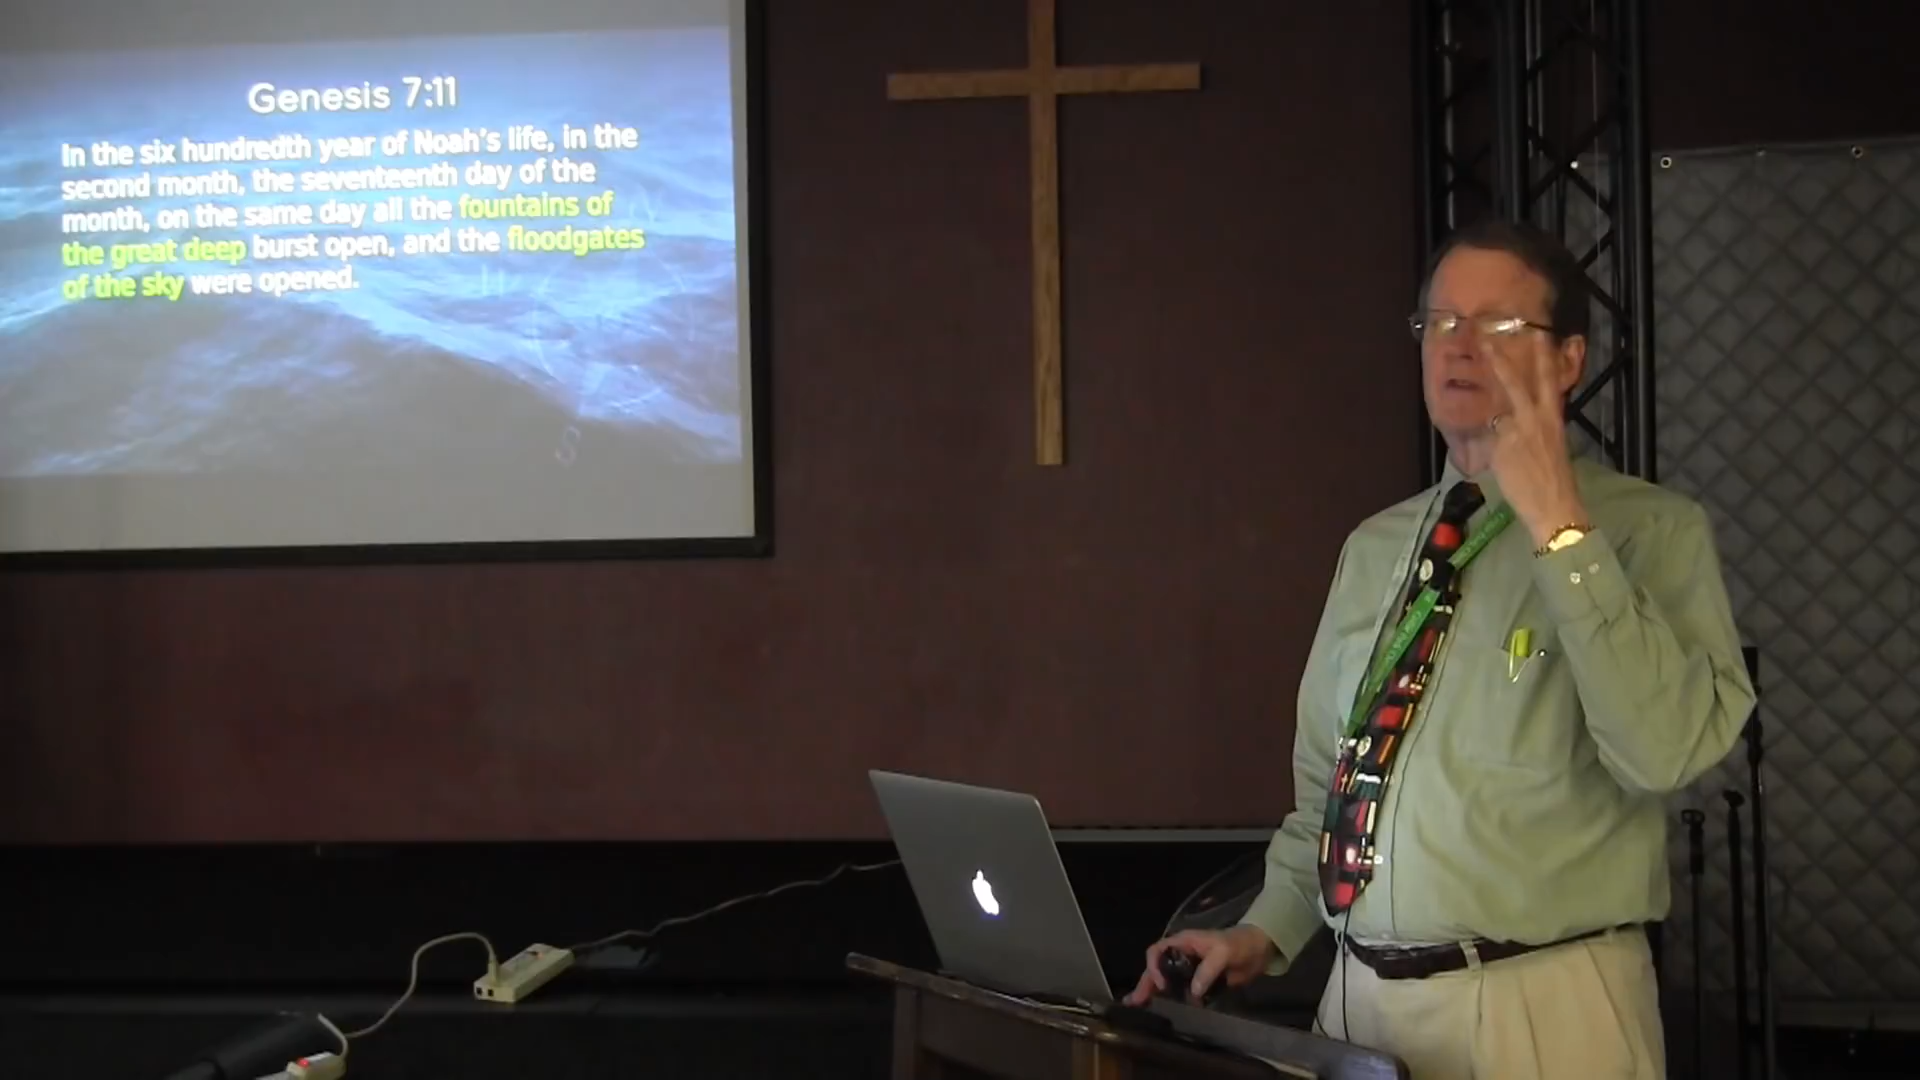 Genesis 7:11
In the six hundredth year of Noah's life, in the
second month, the seventeenth day of the
month, on the same day all the fountains of
the great deep burst open, and the floodgates
of the sky were opened.
S